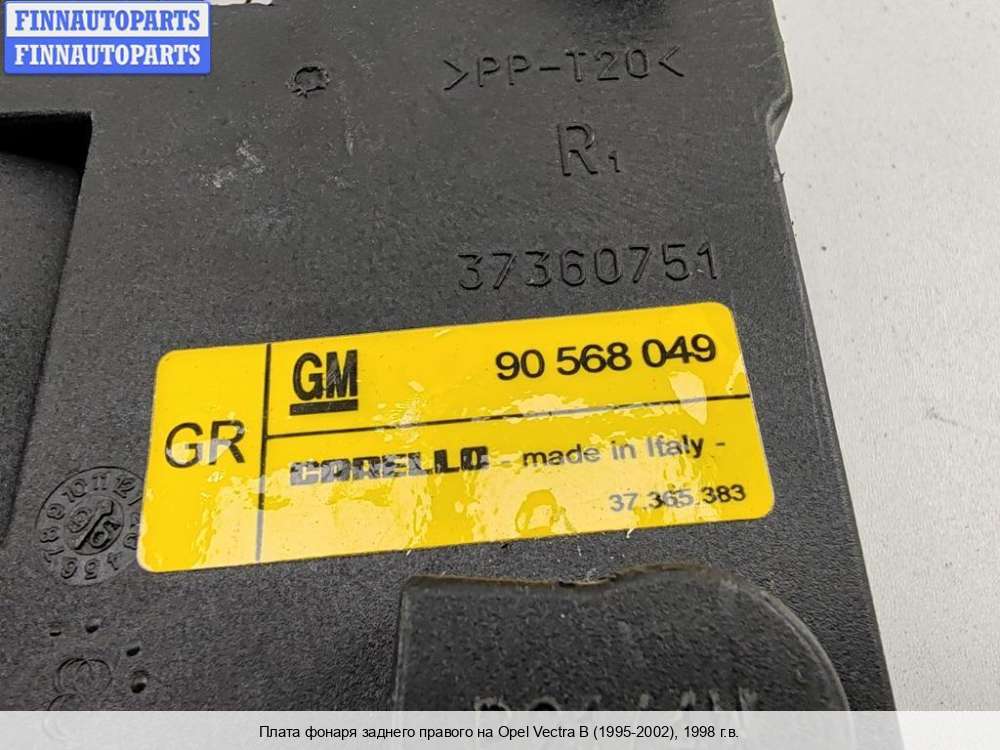 FINNAUTOPARTS
FINNAUTOPARTS
>PP-T20<
R1
37360751
GM 90 568 049
GR
CARELLO - made in Italy -
37.365.383
Плата фонаря заднего правого на Opel Vectra B (1995-2002), 1998 г.в.